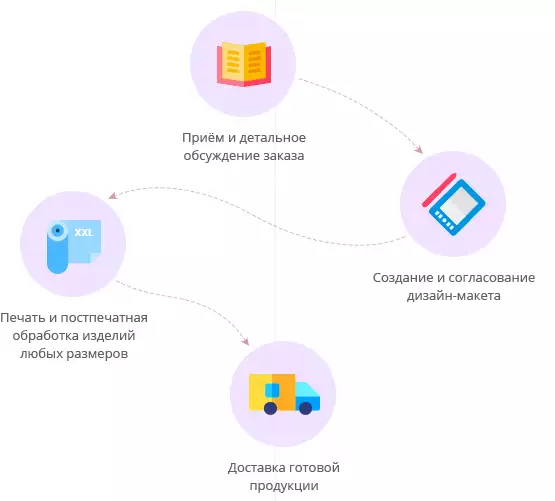 Приём и детальное
обсуждение заказа
Создание и согласование
дизайн-макета
XXL
Печать и постпечатная
обработка изделий
любых размеров
Доставка готовой
продукции